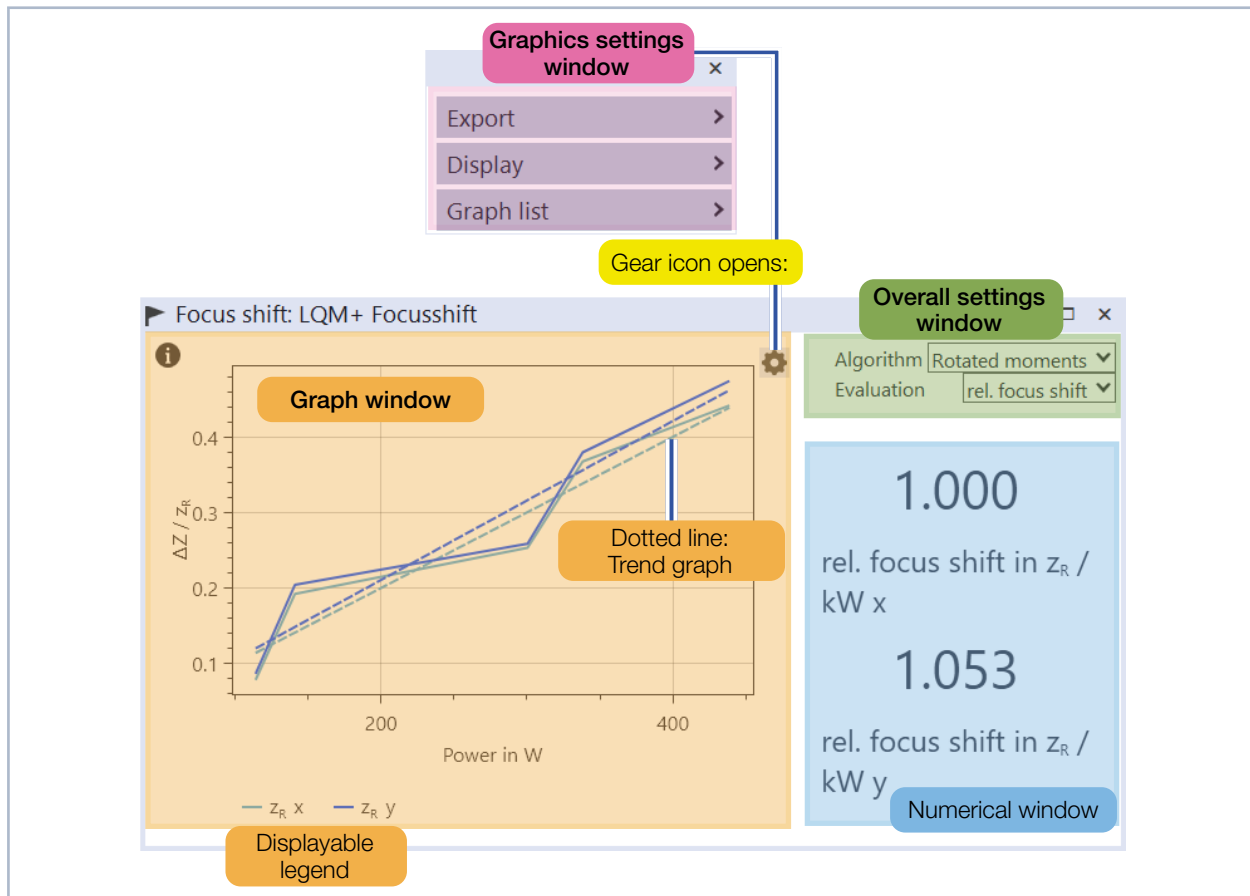 Graphics settings
window
Export
Display
Graph list
Gear icon opens:
Focus shift: LQM+ Focusshift
Overall settings
window
Algorithm Rotated moments
Evaluation rel. focus shift
Graph window
0.4
0.3
0.2
0.1
ΔZ / zR
200 400
Power in W
Dotted line:
Trend graph
zR x zR y
Displayable
legend
1.000
rel. focus shift in zR /
kW x
1.053
rel. focus shift in zR /
kW y
Numerical window